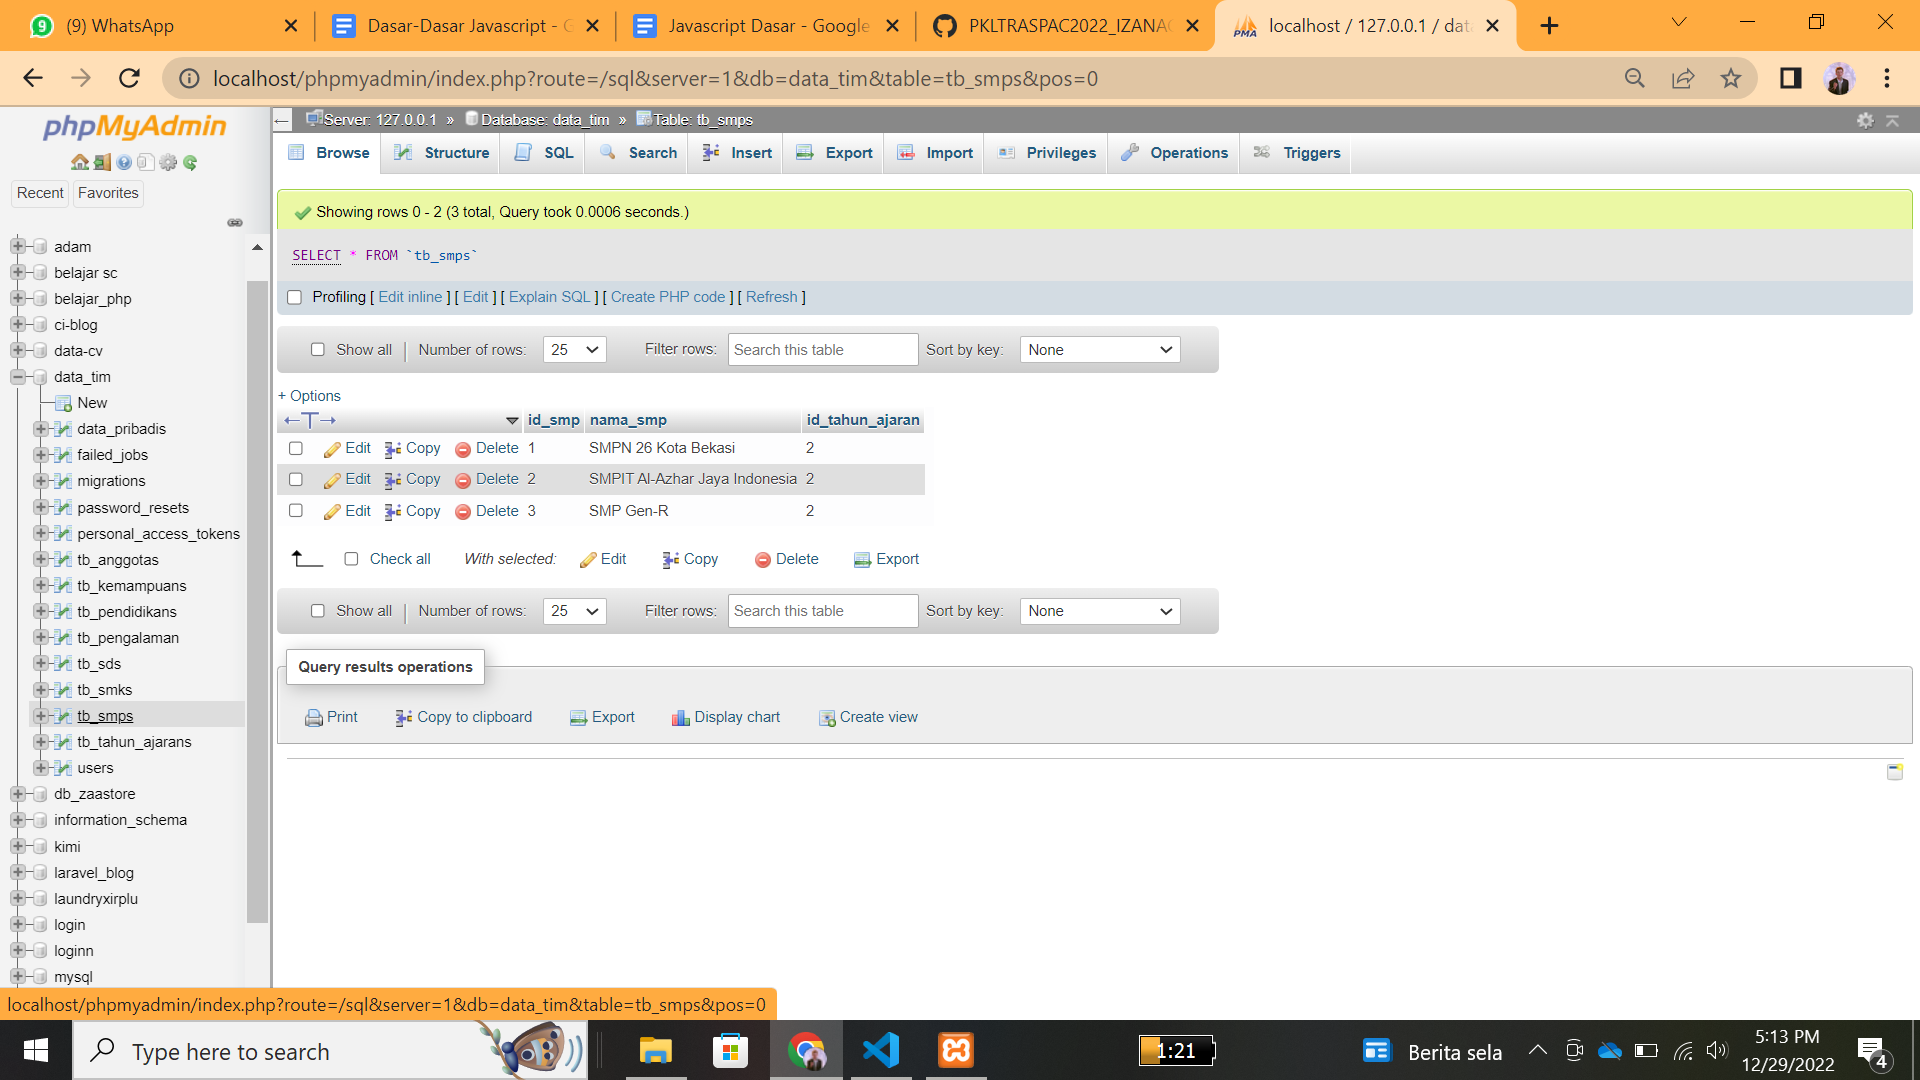 (9) WhatsApp
Dasar-Dasar Javascript - G
Javascript Dasar - Google
PKLTRASPAC2022_IZANA
localhost / 127.0.0.1 / data
localhost/phpmyadmin/index.php?route=/sql&server=1&db=data_tim&table=tb_smps&pos=0
phpMyAdmin
Recent
Favorites
adam
belajar sc
belajar_php
ci-blog
data-cv
data_tim
New
data_pribadis
failed_jobs
migrations
password_resets
personal_access_tokens
tb_anggotas
tb_kemampuans
tb_pendidikans
tb_pengalaman
tb_sds
tb_smks
tb_smps
tb_tahun_ajarans
users
db_zaastore
information_schema
kimi
laravel_blog
laundryxirplu
login
loginn
mysql
Server: 127.0.0.1 » Database: data_tim » Table: tb_smps
Browse Structure SQL Search Insert Export Import Privileges Operations Triggers
Showing rows 0 - 2 (3 total, Query took 0.0006 seconds.)
SELECT * FROM `tb_smps`
Profiling [ Edit inline ] [ Edit ] [ Explain SQL ] [ Create PHP code ] [ Refresh ]
Show all | Number of rows: 25 Filter rows: Search this table Sort by key: None
+ Options
←T→ id_smp nama_smp id_tahun_ajaran
Edit Copy Delete 1 SMPN 26 Kota Bekasi 2
Edit Copy Delete 2 SMPIT Al-Azhar Jaya Indonesia 2
Edit Copy Delete 3 SMP Gen-R 2
Check all With selected: Edit Copy Delete Export
Show all | Number of rows: 25 Filter rows: Search this table Sort by key: None
Query results operations
Print Copy to clipboard Export Display chart Create view
localhost/phpmyadmin/index.php?route=/sql&server=1&db=data_tim&table=tb_smps&pos=0
Type here to search
1:21
Berita sela
5:13 PM
12/29/2022
4